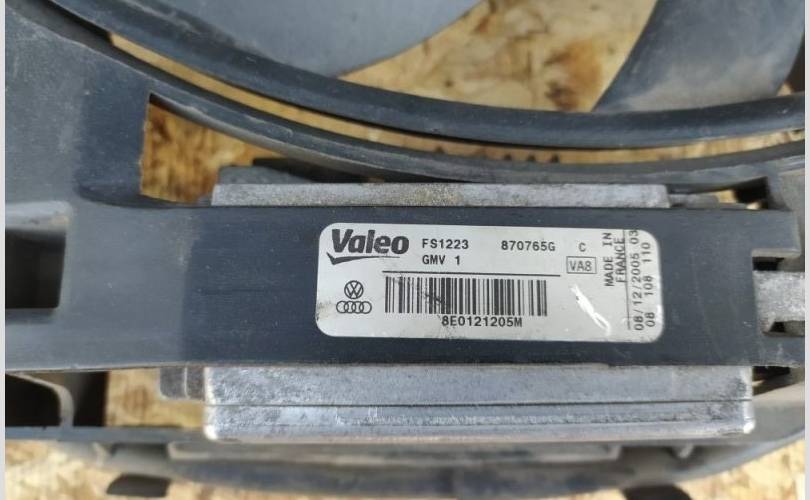 Valeo FS1223 870765G C
GMV 1 VA8
8E0121205M
MADE IN
FRANCE
08/12/2005 03
08 108 110